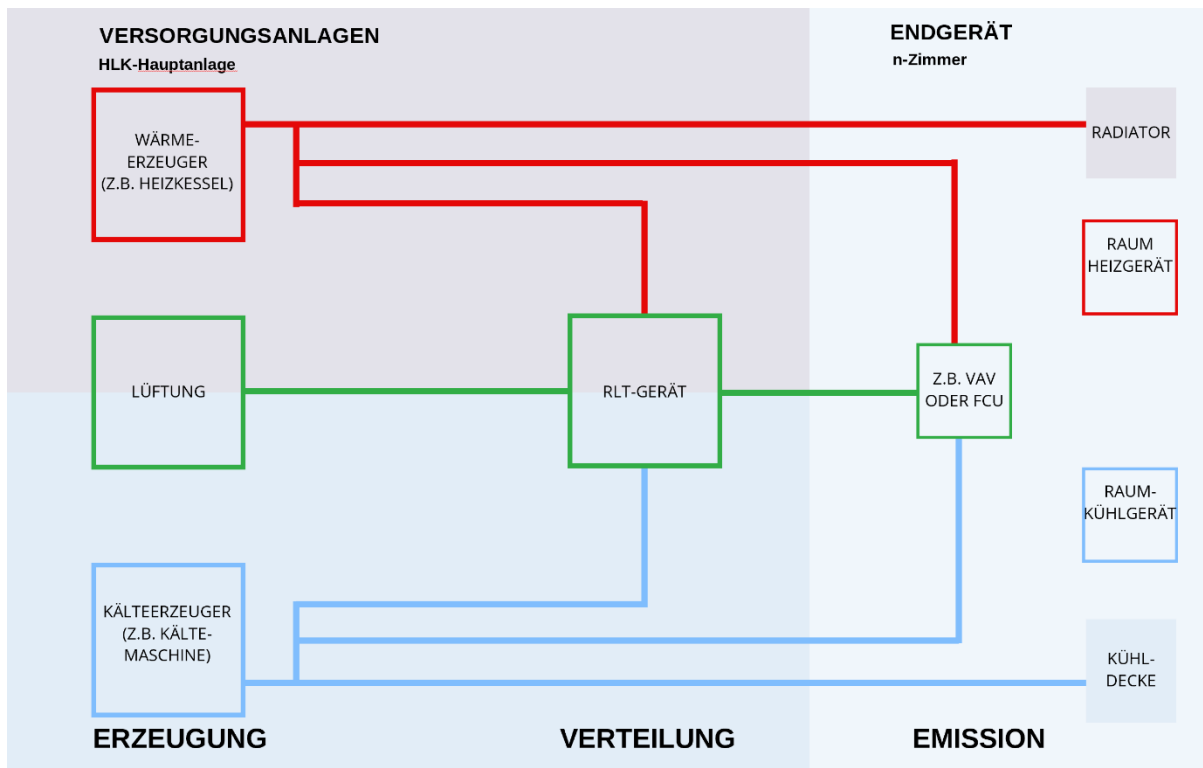 VERSORGUNGSANLAGEN
HLK-Hauptanlage
ENDGERÄT
n-Zimmer
WÄRME-
ERZEUGER
(Z.B. HEIZKESSEL)
RADIATOR
RAUM
HEIZGERÄT
LÜFTUNG
RLT-GERÄT
Z.B. VAV
ODER FCU
RAUM-
KÜHLGERÄT
KÄLTEERZEUGER
(Z.B. KÄLTE-
MASCHINE)
KÜHL-
DECKE
ERZEUGUNG
VERTEILUNG
EMISSION